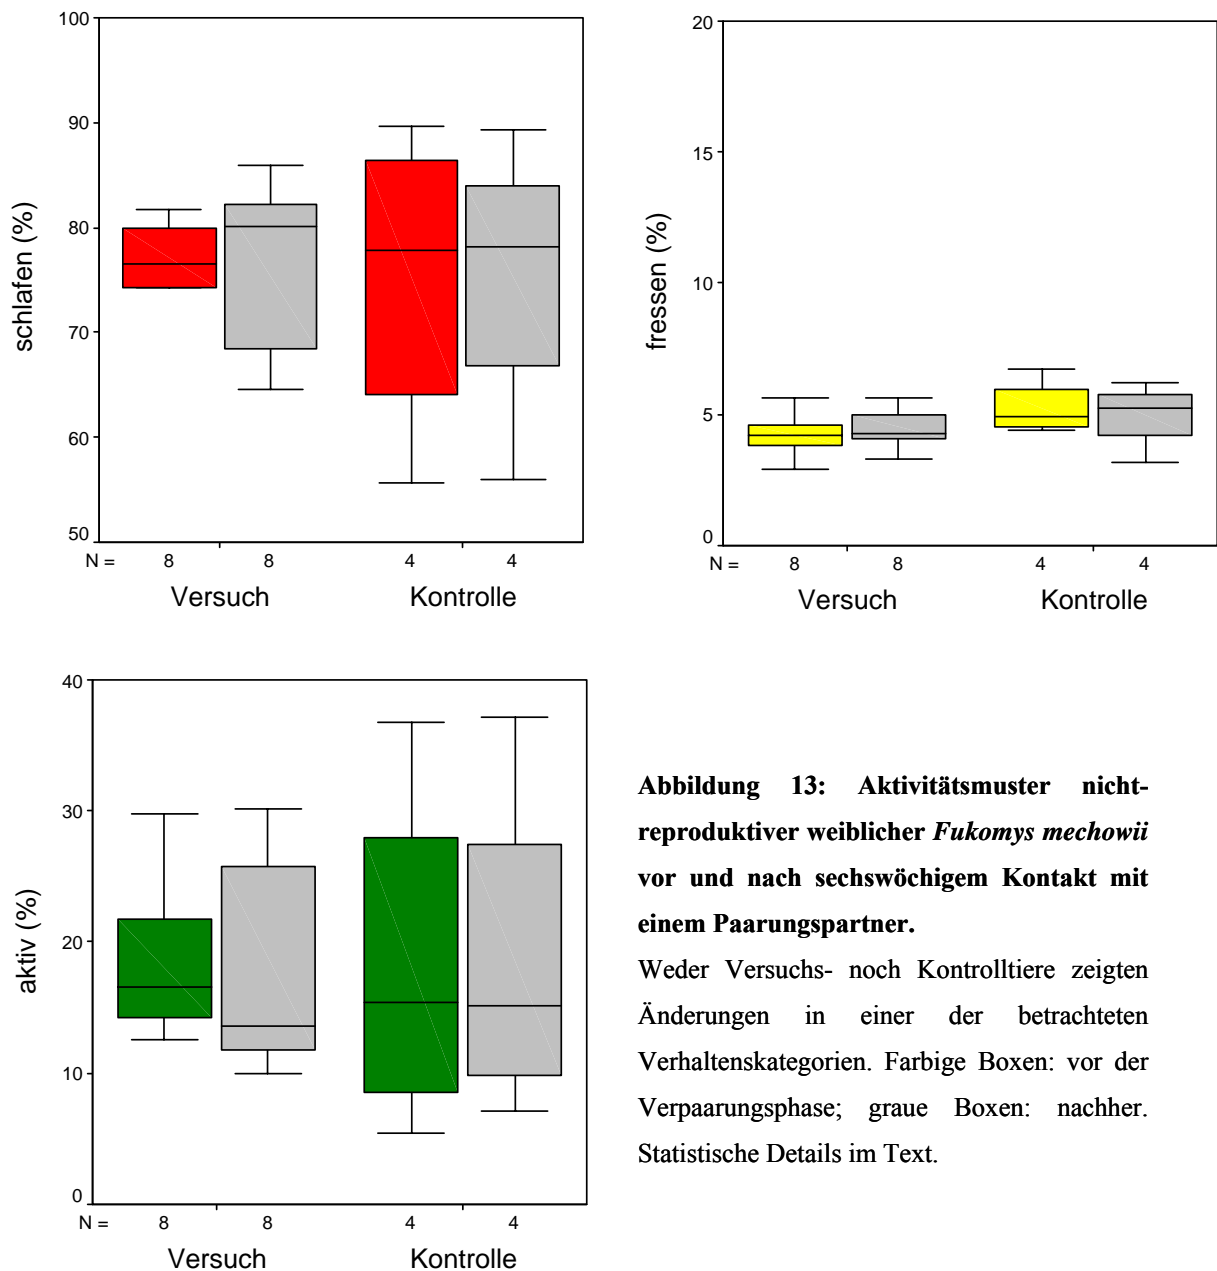 100
90
80
70
60
50
schlafen (%)
N = 8 8 4 4
Versuch Kontrolle
20
15
10
5
0
fressen (%)
N = 8 8 4 4
Versuch Kontrolle
40
30
20
10
0
aktiv (%)
N = 8 8 4 4
Versuch Kontrolle
Abbildung 13: Aktivitätsmuster nicht-
reproduktiver weiblicher Fukomys mechowii
vor und nach sechswöchigem Kontakt mit
einem Paarungspartner.
Weder Versuchs- noch Kontrolltiere zeigten
Änderungen in einer der betrachteten
Verhaltenskategorien. Farbige Boxen: vor der
Verpaarungsphase; graue Boxen: nachher.
Statistische Details im Text.